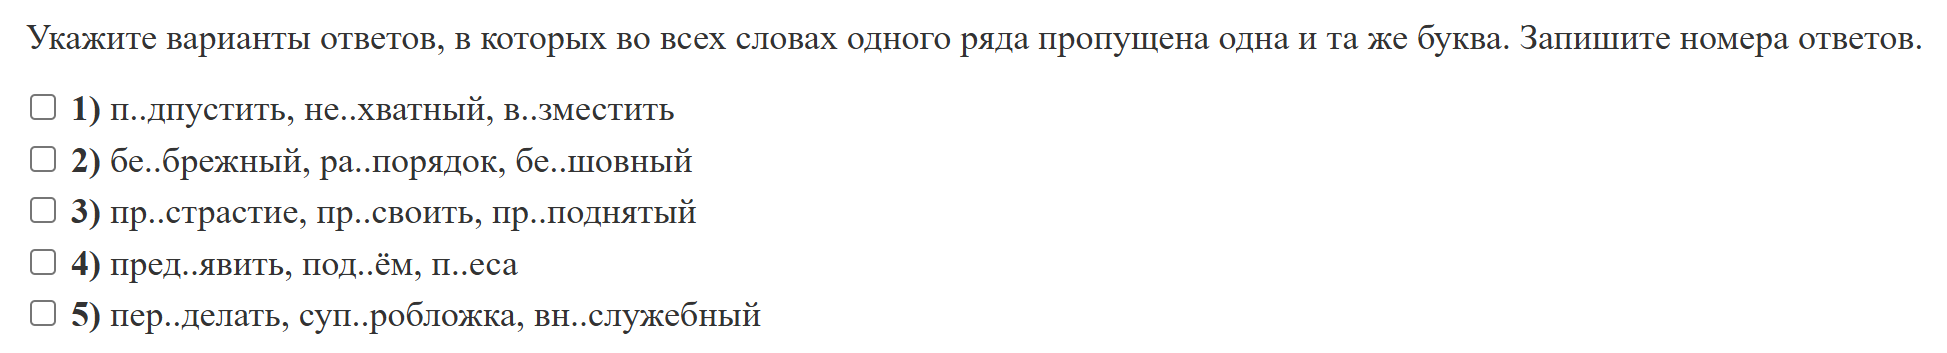 Укажите варианты ответов, в которых во всех словах одного ряда пропущена одна и та же буква. Запишите номера ответов.
1) п..дпустить, не..хватный, в..зместить
2) бе..брежный, ра..порядок, бе..шовный
3) пр..страстие, пр..своить, пр..поднятый
4) пред..явить, под..ём, п..еса
5) пер..делать, суп..робложка, вн..служебный